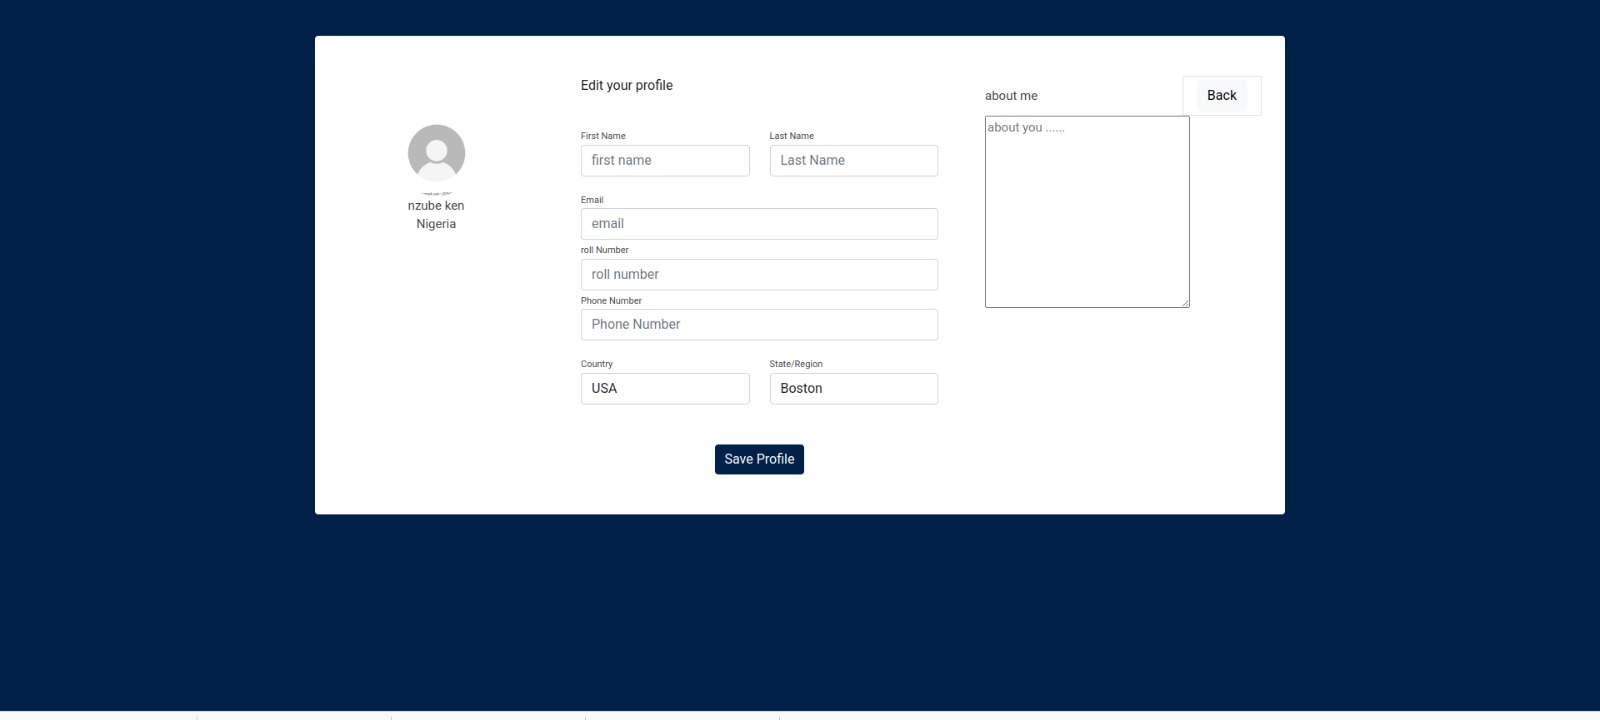 Edit your profile
about me
Back
about you ......
First Name
Last Name
first name
Last Name
nzube ken
Nigeria
Email
email
roll Number
roll number
Phone Number
Phone Number
Country
State/Region
USA
Boston
Save Profile